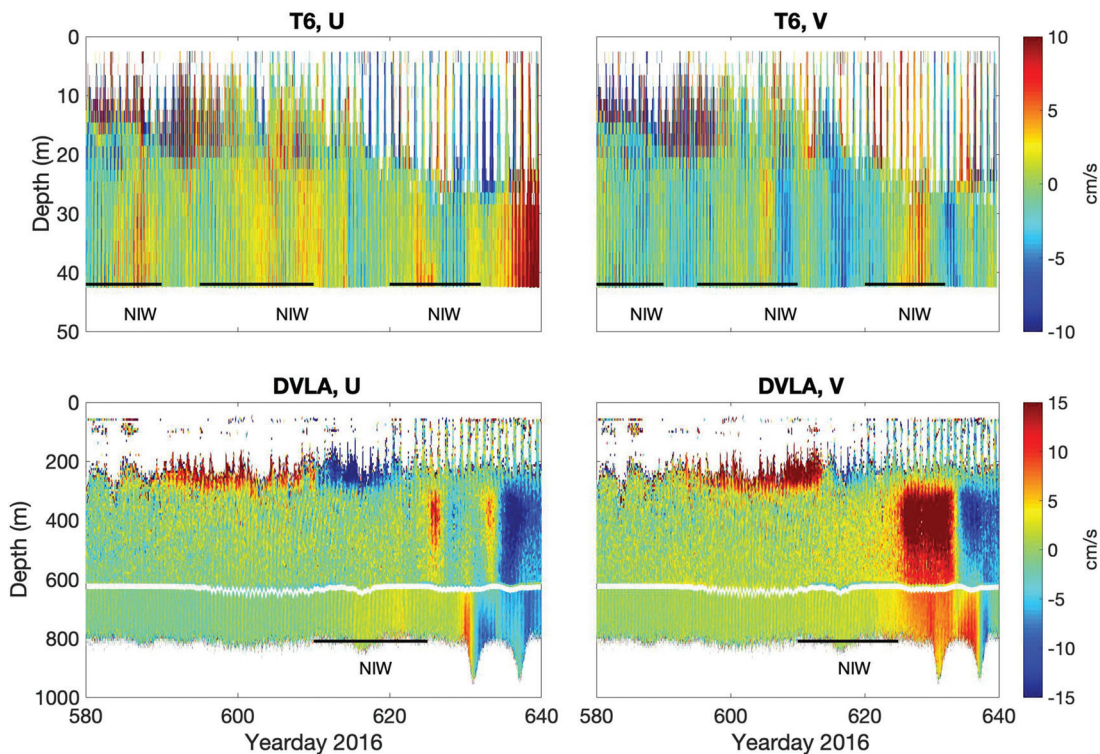 T6, U
T6, V
0
10
20
30
40
50
Depth (m)
NIW
NIW
NIW
NIW
NIW
NIW
10
5
0
-5
-10
cm/s
DVLA, U
DVLA, V
0
200
400
600
800
1000
Depth (m)
NIW
NIW
15
10
5
0
-5
-10
-15
cm/s
580
600
620
640
580
600
620
640
Yearday 2016
Yearday 2016